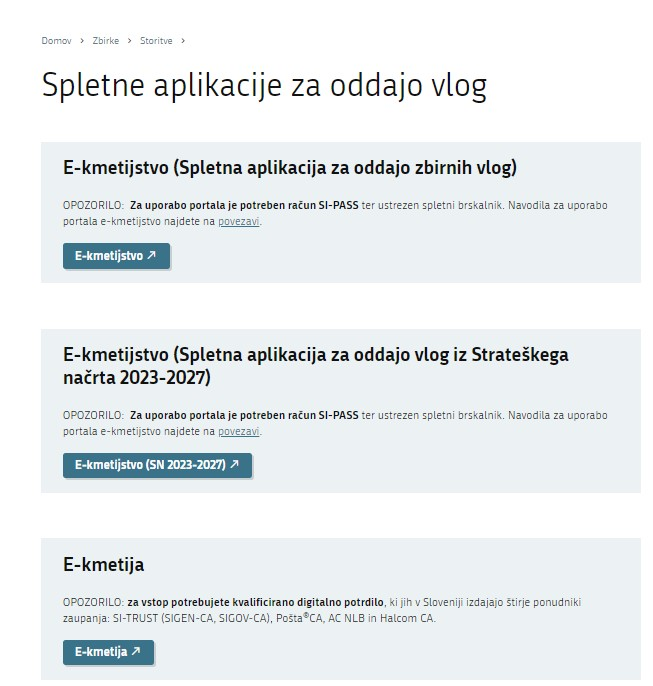 Domov > Zbirke > Storitve >
Spletne aplikacije za oddajo vlog
E-kmetijstvo (Spletna aplikacija za oddajo zbirnih vlog)
OPOZORILO: Za uporabo portala je potreben račun SI-PASS ter ustrezen spletni brskalnik. Navodila za uporabo
portala e-kmetijstvo najdete na povezavi.
E-kmetijstvo ↗
E-kmetijstvo (Spletna aplikacija za oddajo vlog iz Strateškega
načrta 2023-2027)
OPOZORILO: Za uporabo portala je potreben račun SI-PASS ter ustrezen spletni brskalnik. Navodila za uporabo
portala e-kmetijstvo najdete na povezavi.
E-kmetijstvo (SN 2023-2027) ↗
E-kmetija
OPOZORILO: za vstop potrebujete kvalificirano digitalno potrdilo, ki jih v Sloveniji izdajajo štirje ponudniki
zaupanja: SI-TRUST (SIGEN-CA, SIGOV-CA), Pošta®CA, AC NLB in Halcom CA.
E-kmetija ↗